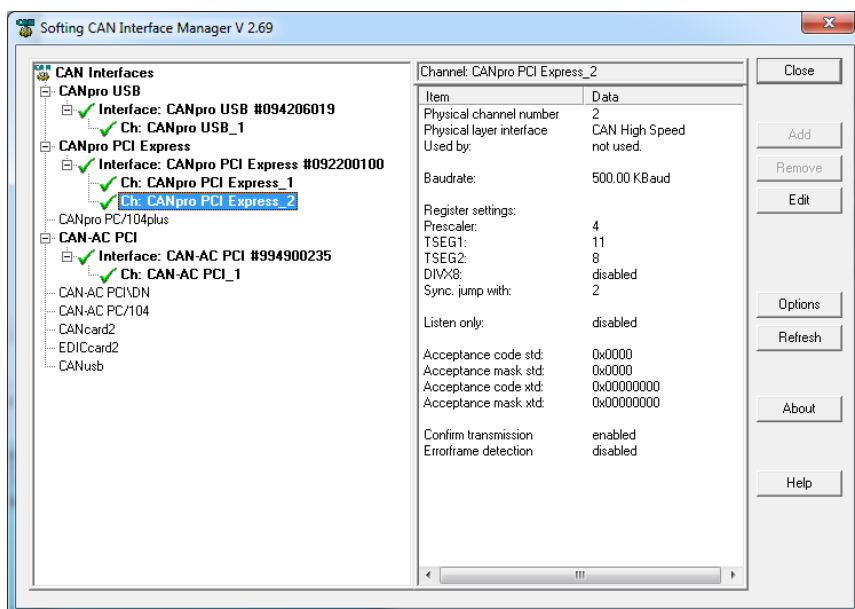 Softing CAN Interface Manager V 2.69
CAN Interfaces
CANpro USB
Interface: CANpro USB #094206019
Ch: CANpro USB_1
CANpro PCI Express
Interface: CANpro PCI Express #092200100
Ch: CANpro PCI Express_1
Ch: CANpro PCI Express_2
CANpro PC/104plus
CAN-AC PCI
Interface: CAN-AC PCI #994900235
Ch: CAN-AC PCI_1
CAN-AC PCI\DN
CAN-AC PC/104
CANcard2
EDICcard2
CANusb
Channel: CANpro PCI Express_2
Item Data
Physical channel number 2
Physical layer interface CAN High Speed
Used by: not used.
Baudrate: 500.00 KBaud
Register settings:
Prescaler: 4
TSEG1: 11
TSEG2: 8
DIVX8: disabled
Sync. jump with: 2
Listen only: disabled
Acceptance code std: 0x0000
Acceptance mask std: 0x0000
Acceptance code xtd: 0x00000000
Acceptance mask xtd: 0x00000000
Confirm transmission enabled
Errorframe detection disabled
Close
Add
Remove
Edit
Options
Refresh
About
Help